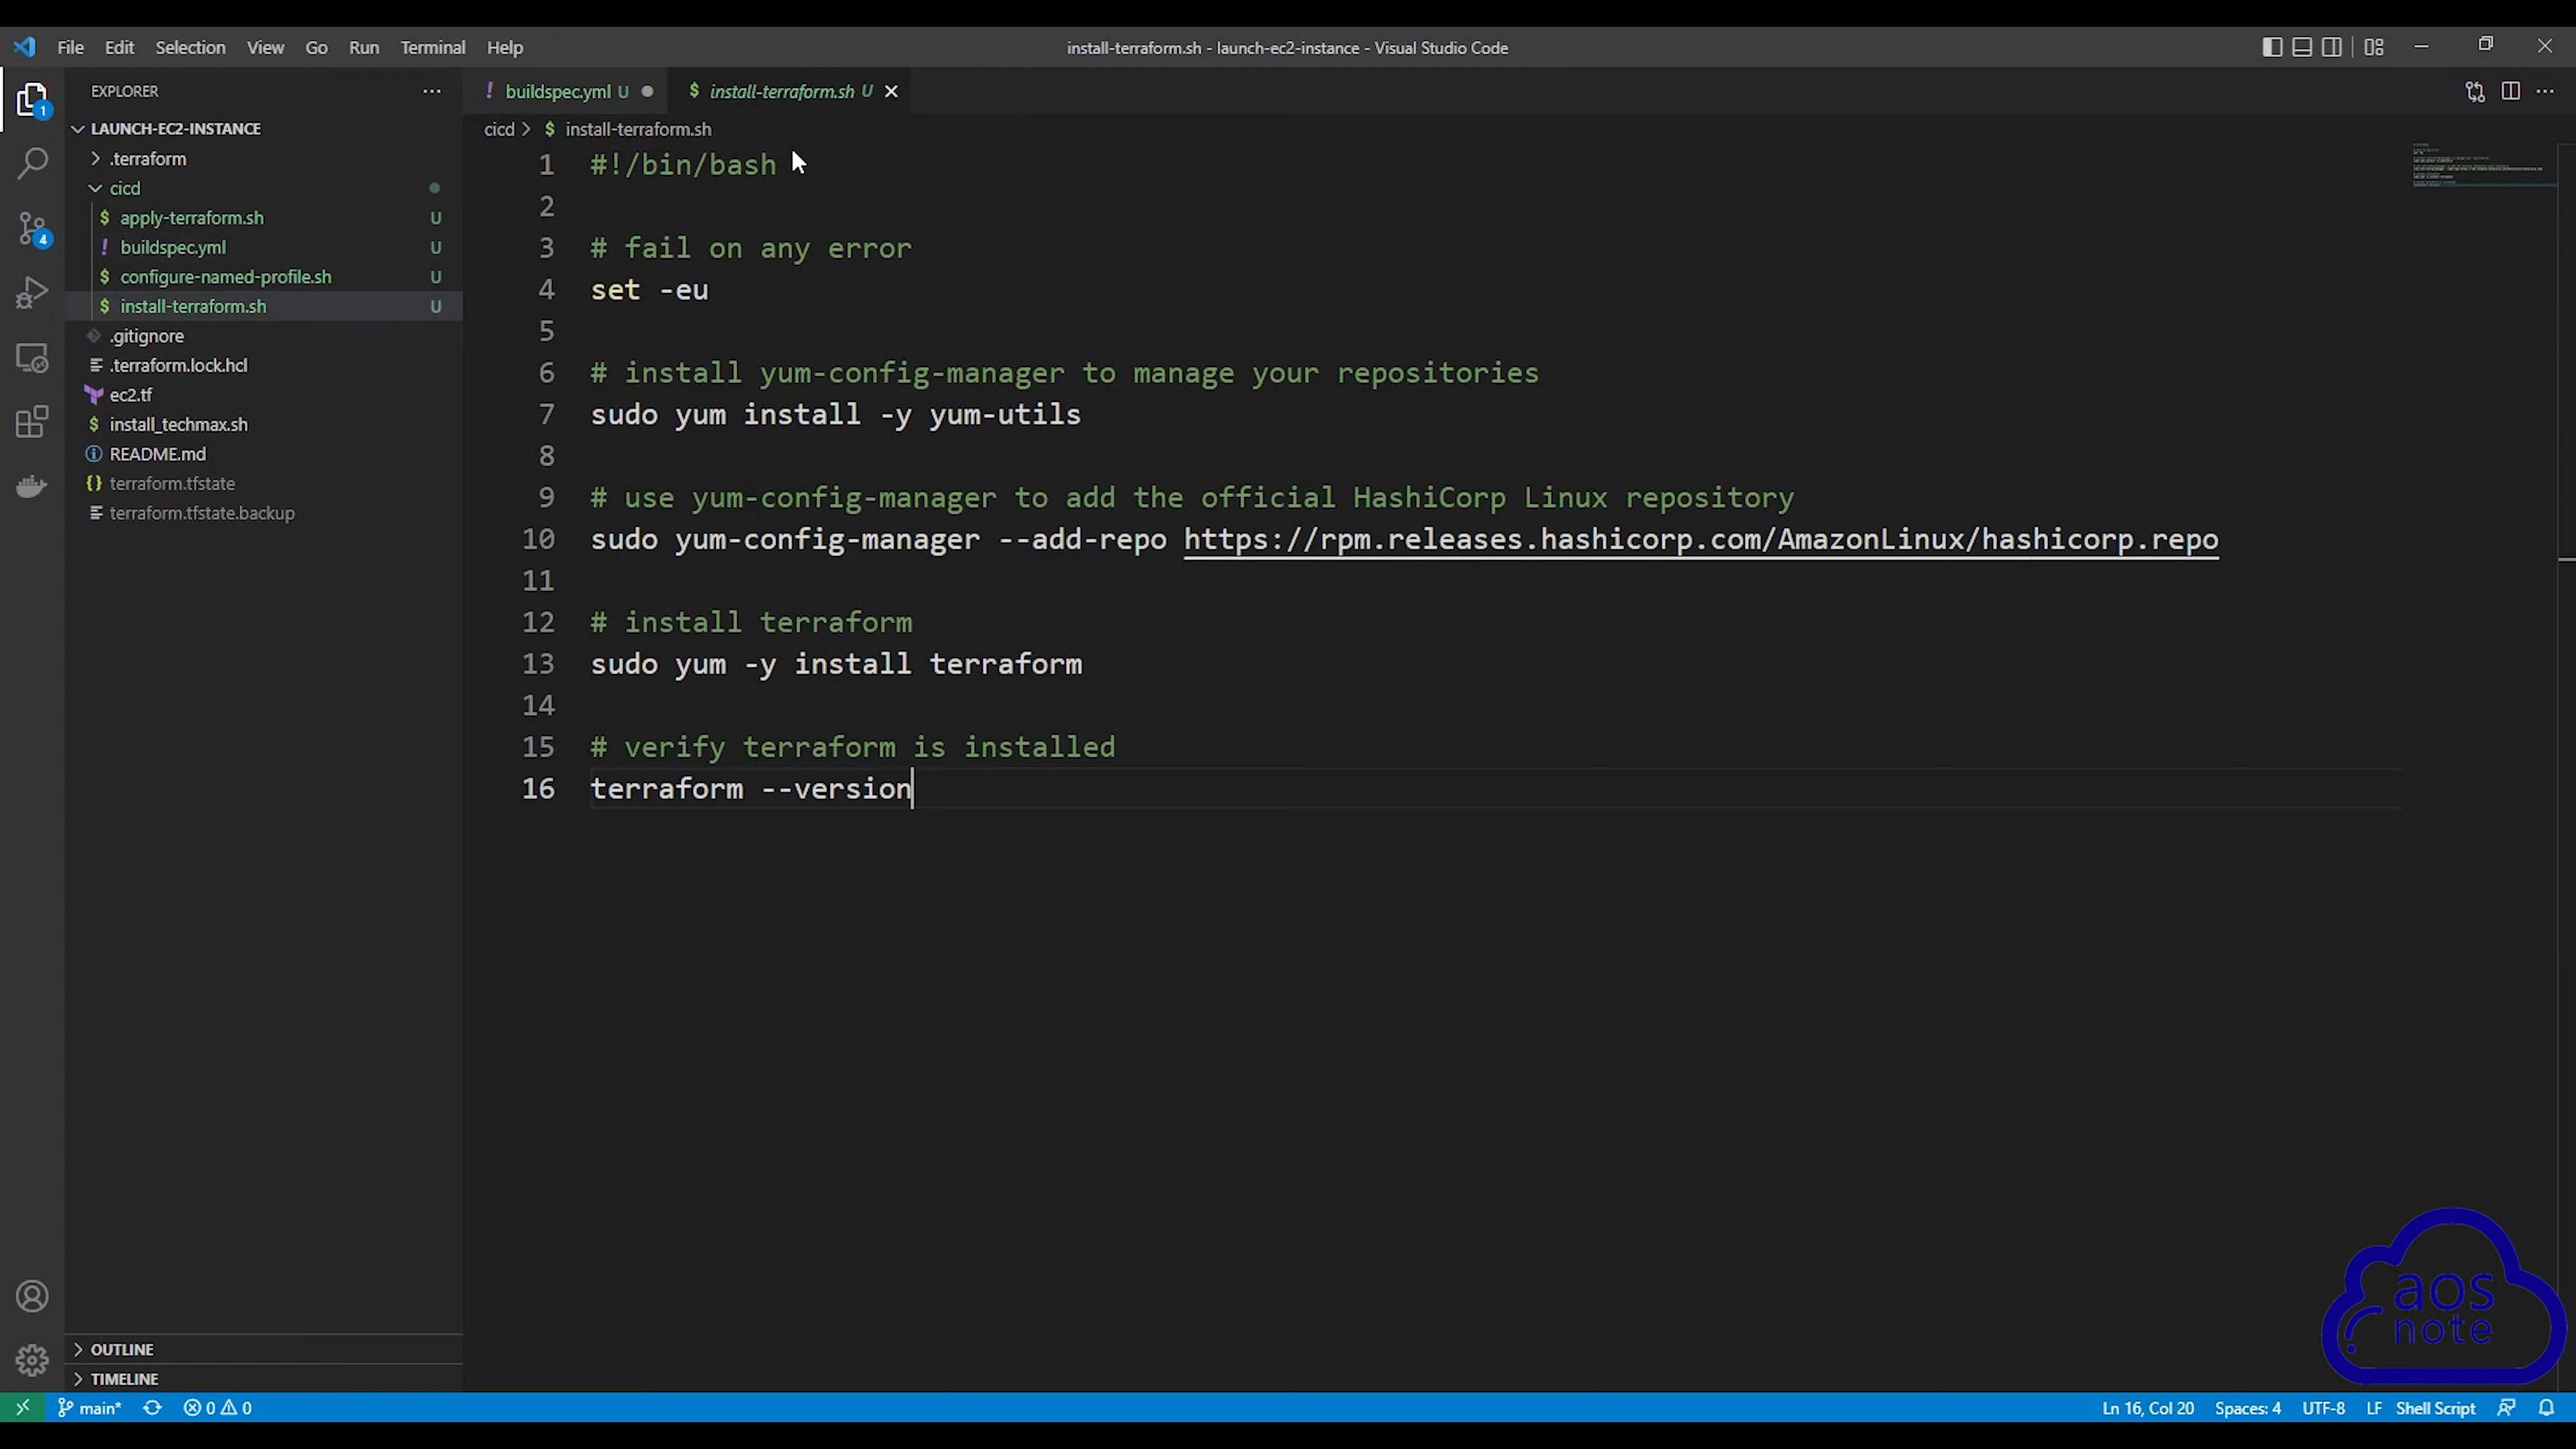 File Edit Selection View Go Run Terminal Help
install-terraform.sh - launch-ec2-instance - Visual Studio Code
EXPLORER
LAUNCH-EC2-INSTANCE
.terraform
cicd
apply-terraform.sh U
buildspec.yml U
configure-named-profile.sh U
install-terraform.sh U
.gitignore
.terraform.lock.hcl
ec2.tf
install_techmax.sh
README.md
terraform.tfstate
terraform.tfstate.backup
OUTLINE
TIMELINE
1
4
! buildspec.yml U
$ install-terraform.sh U
cicd > $ install-terraform.sh
1 #!/bin/bash
2
3 # fail on any error
4 set -eu
5
6 # install yum-config-manager to manage your repositories
7 sudo yum install -y yum-utils
8
9 # use yum-config-manager to add the official HashiCorp Linux repository
10 sudo yum-config-manager --add-repo https://rpm.releases.hashicorp.com/AmazonLinux/hashicorp.repo
11
12 # install terraform
13 sudo yum -y install terraform
14
15 # verify terraform is installed
16 terraform --version
aos
note
main* 0 0
Ln 16, Col 20 Spaces: 4 UTF-8 LF Shell Script